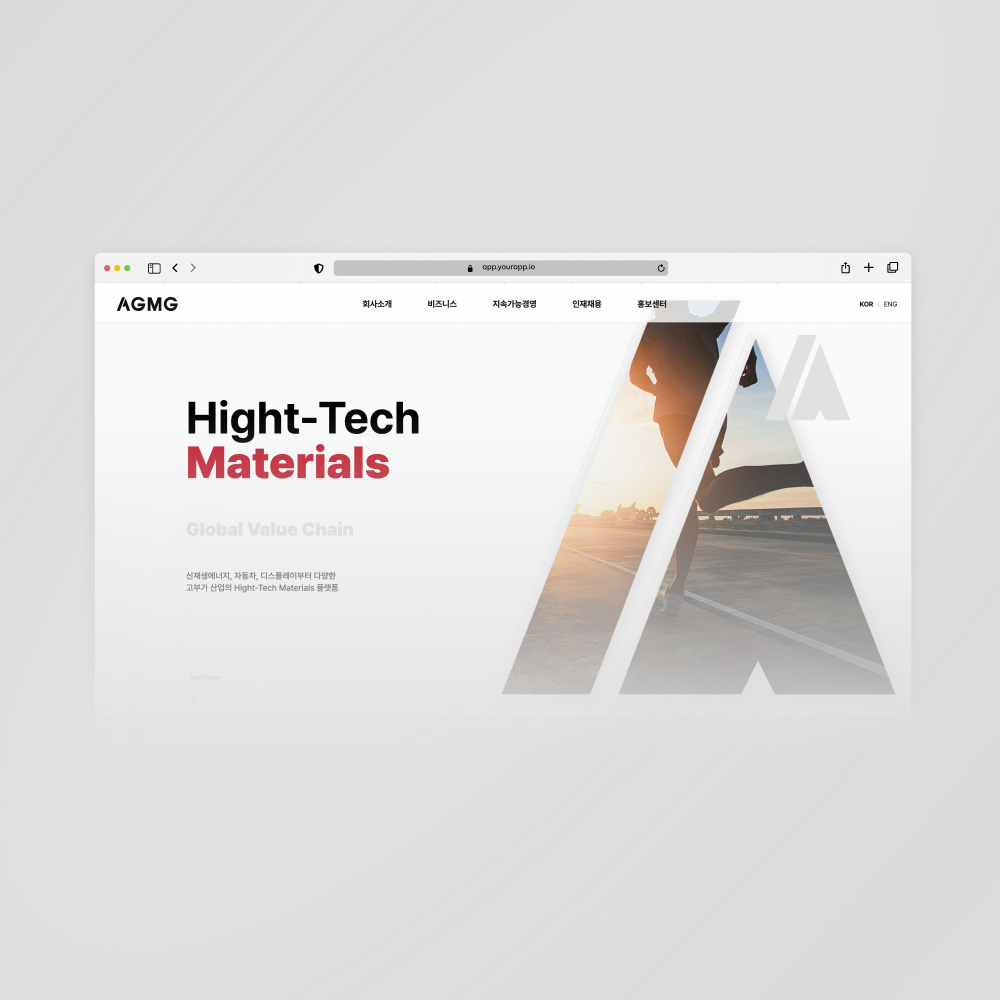 app.yourapp.io
AGMG
회사소개
비즈니스
지속가능경영
인재채용
홍보센터
KOR | ENG
Hight-Tech
Materials
Global Value Chain
신재생에너지, 자동차, 디스플레이부터 다양한
고부가 산업의 Hight-Tech Materials 플랫폼